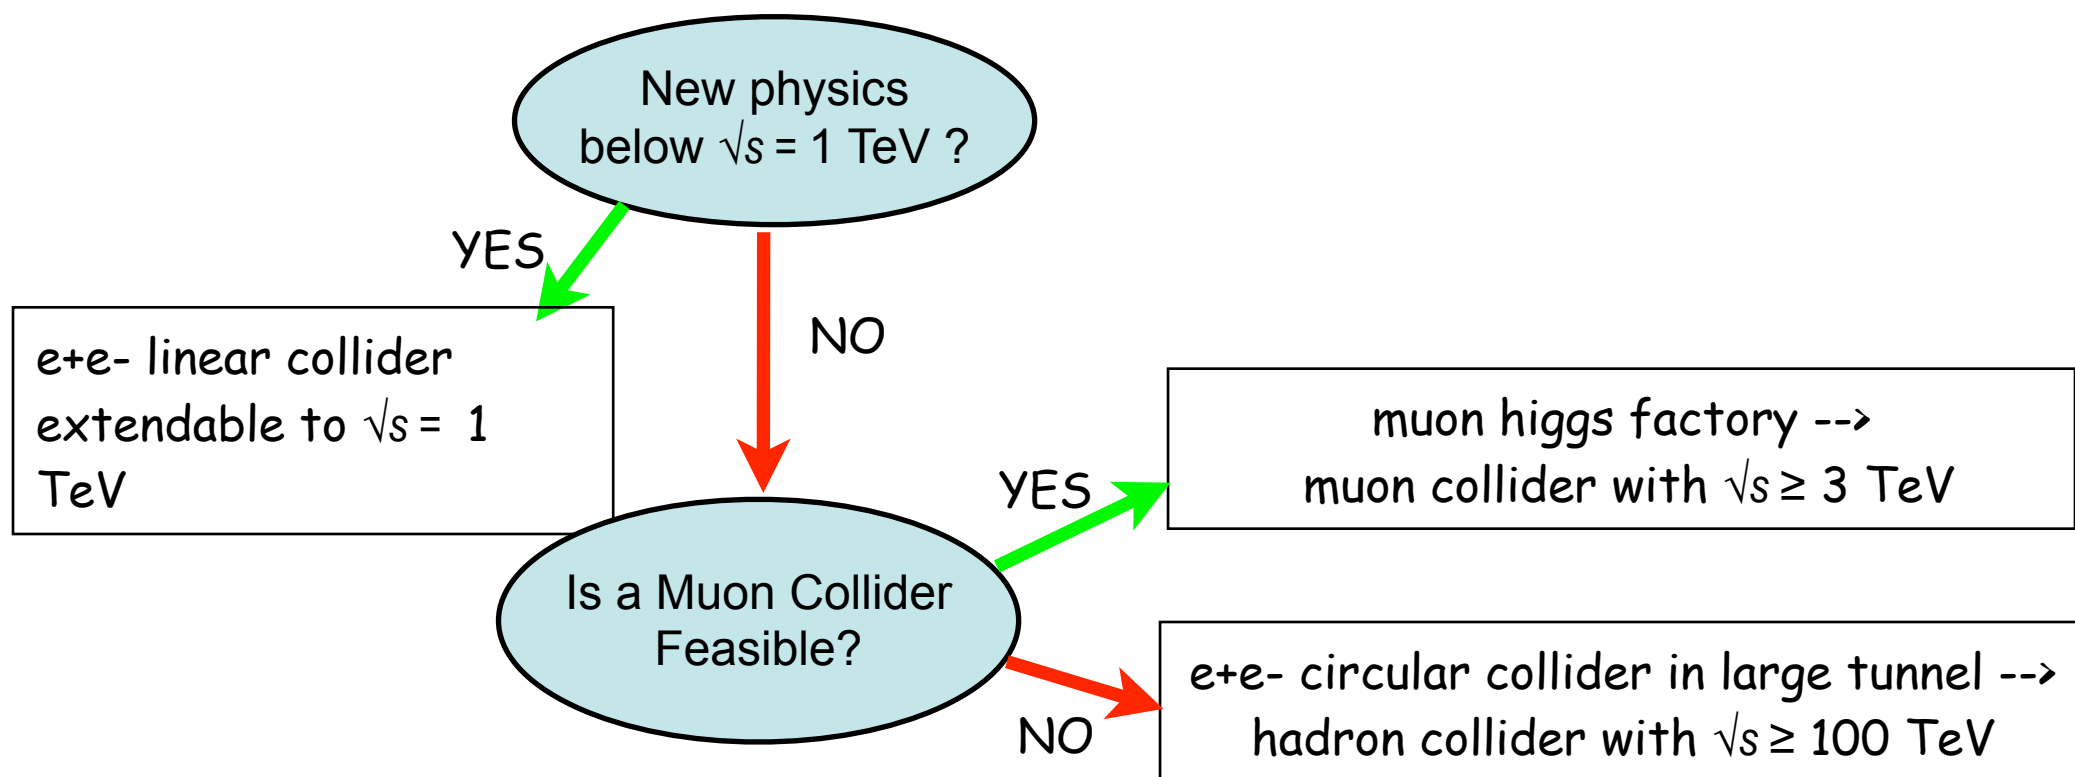 New physics
below √s = 1 TeV ?
YES
NO
e+e- linear collider
extendable to √s = 1
TeV
muon higgs factory -->
muon collider with √s ≥ 3 TeV
YES
Is a Muon Collider
Feasible?
NO
e+e- circular collider in large tunnel -->
hadron collider with √s ≥ 100 TeV